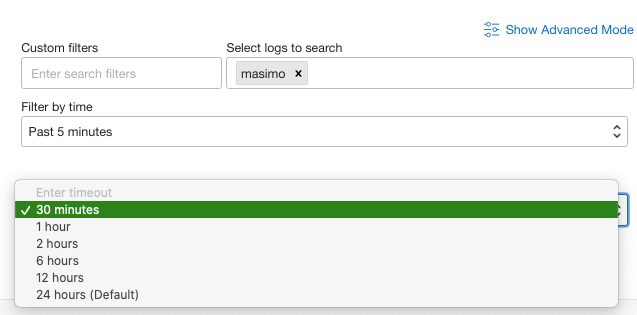 Show Advanced Mode
Custom filters
Select logs to search
Enter search filters
masimo ×
Filter by time
Past 5 minutes
Enter timeout
✓ 30 minutes
1 hour
2 hours
6 hours
12 hours
24 hours (Default)